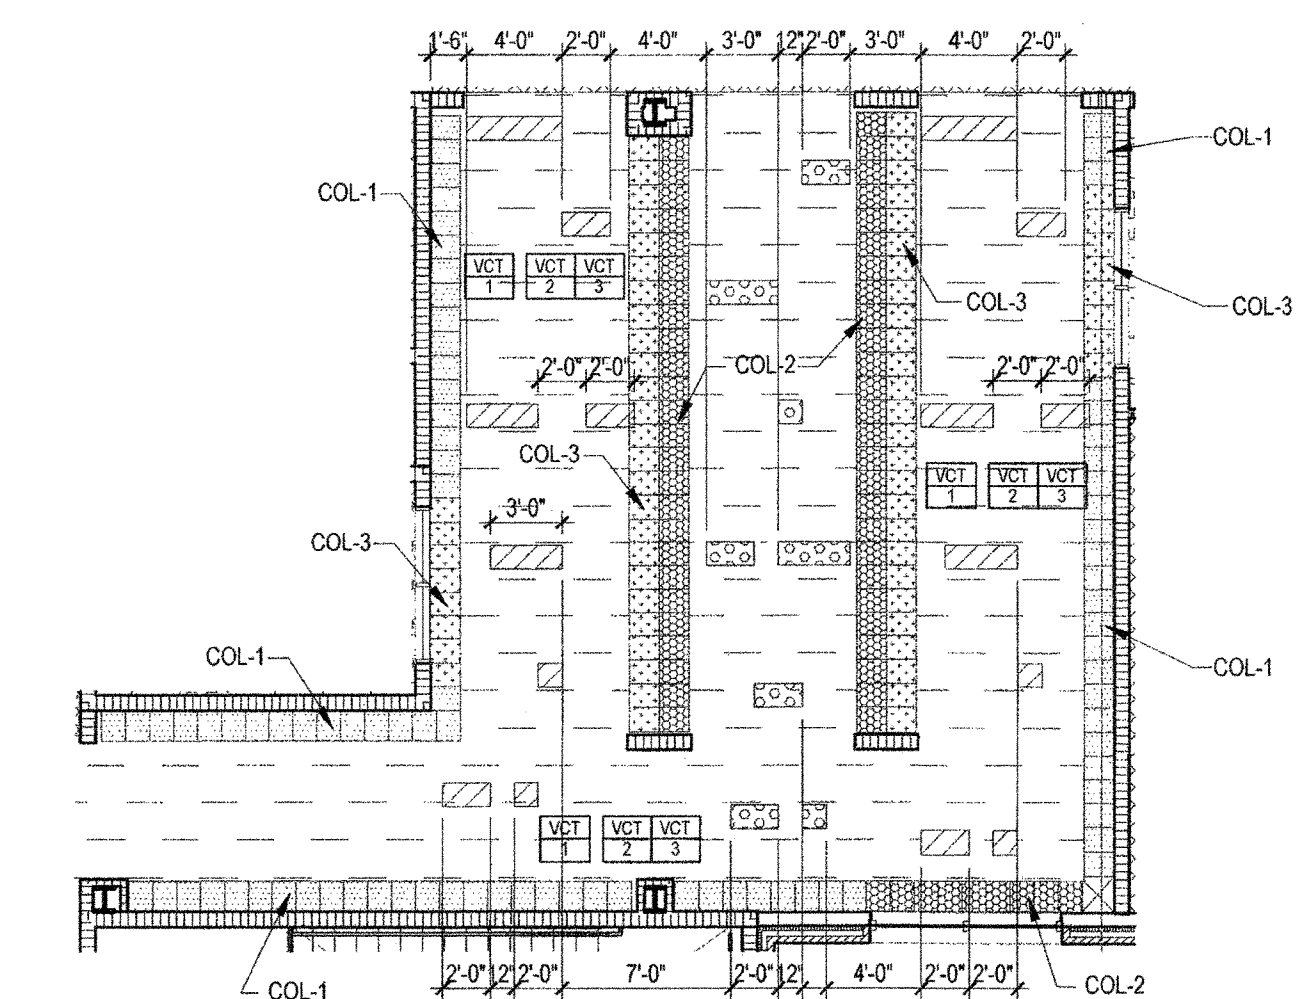 1'-6" 4'-0" 2'-0" 4'-0" 3'-0" 12" 2'-0" 3'-0" 4'-0" 2'-0"
COL-1
COL-1
VCT VCT VCT
1 2 3
COL-3
COL-3
2'-0" 2'-0" COL-2 2'-0" 2'-0"
COL-3
VCT VCT VCT
1 2 3
3'-0"
COL-3
COL-1
COL-1
VCT VCT VCT
1 2 3
2'-0" 12" 2'-0" 7'-0" 2'-0" 12" 4'-0" 2'-0" 2'-0"
COL-1
COL-2